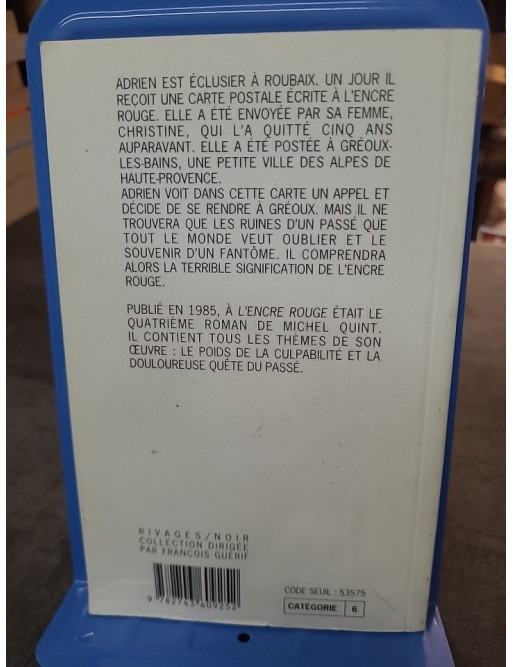 ADRIEN EST ÉCLUSIER À ROUBAIX. UN JOUR IL
REÇOIT UNE CARTE POSTALE ÉCRITE À L'ENCRE
ROUGE. ELLE A ÉTÉ ENVOYÉE PAR SA FEMME,
CHRISTINE, QUI L'A QUITTÉ CINQ ANS
AUPARAVANT. ELLE A ÉTÉ POSTÉE À GRÉOUX-
LES-BAINS, UNE PETITE VILLE DES ALPES DE
HAUTE-PROVENCE.
ADRIEN VOIT DANS CETTE CARTE UN APPEL ET
DÉCIDE DE SE RENDRE À GRÉOUX. MAIS IL NE
TROUVERA QUE LES RUINES D'UN PASSÉ QUE
TOUT LE MONDE VEUT OUBLIER ET LE
SOUVENIR D'UN FANTÔME. IL COMPRENDRA
ALORS LA TERRIBLE SIGNIFICATION DE L'ENCRE
ROUGE.
PUBLIÉ EN 1985, À L'ENCRE ROUGE ÉTAIT LE
QUATRIÈME ROMAN DE MICHEL QUINT.
IL CONTIENT TOUS LES THÈMES DE SON
ŒUVRE : LE POIDS DE LA CULPABILITÉ ET LA
DOULOUREUSE QUÊTE DU PASSÉ.
RIVAGES/NOIR
COLLECTION DIRIGÉE
PAR FRANÇOIS GUÉRIF
9 782743 609252
CODE SEUIL : 53575
CATÉGORIE 6